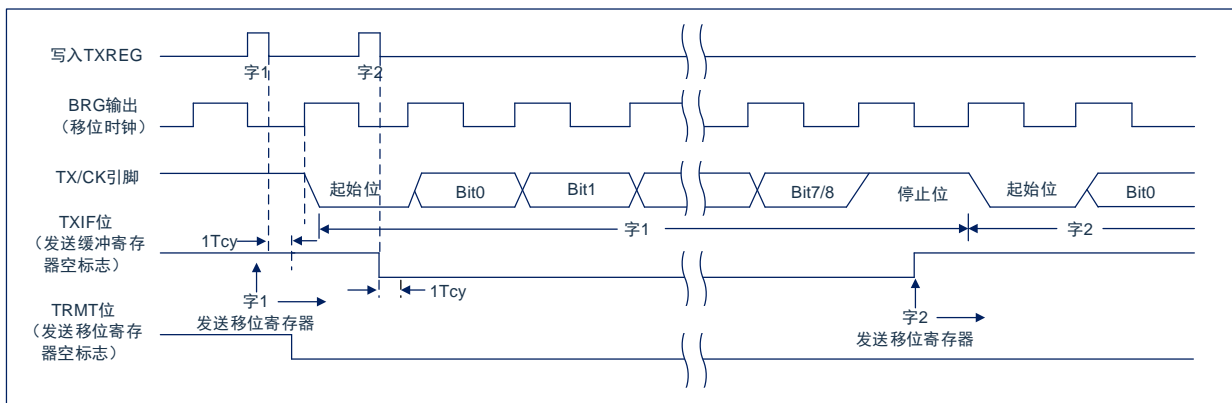 写入TXREG
字1
字2
BRG输出
（移位时钟）
TX/CK引脚
起始位
Bit0
Bit1
Bit7/8
停止位
起始位
Bit0
字1
字2
TXIF位
（发送缓冲寄存
器空标志）
1Tcy
1Tcy
字1
发送移位寄存器
字2
发送移位寄存器
TRMT位
（发送移位寄存
器空标志）